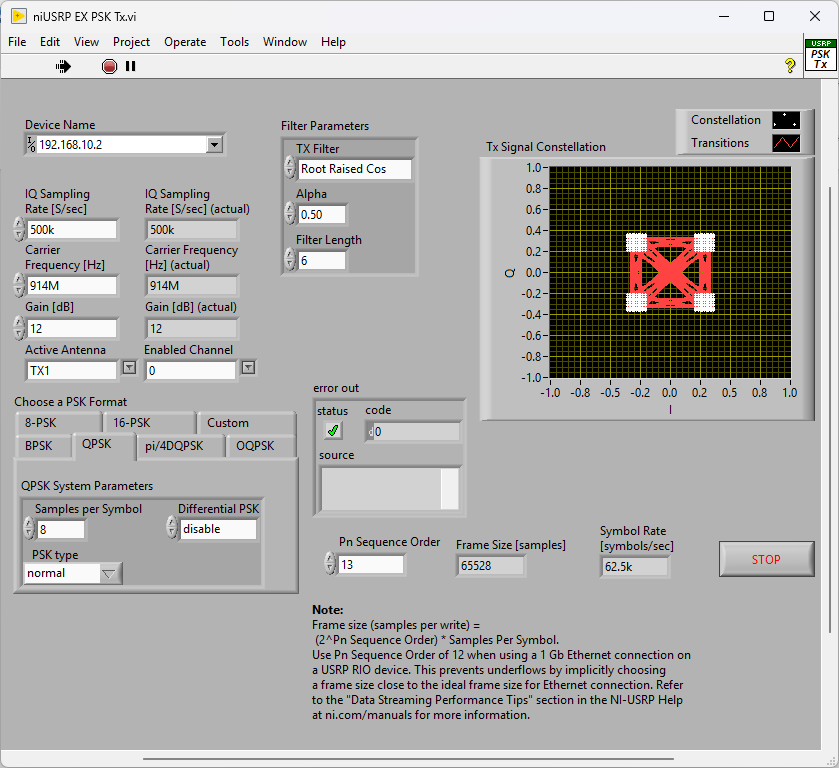 niUSRP EX PSK Tx.vi
File Edit View Project Operate Tools Window Help
USRP
PSK
Tx
Device Name
192.168.10.2
IQ Sampling
Rate [S/sec]
500k
IQ Sampling
Rate [S/sec] (actual)
500k
Carrier
Frequency [Hz]
914M
Carrier Frequency
[Hz] (actual)
914M
Gain [dB]
12
Gain [dB] (actual)
12
Active Antenna
TX1
Enabled Channel
0
Filter Parameters
TX Filter
Root Raised Cos
Alpha
0.50
Filter Length
6
Constellation
Transitions
Tx Signal Constellation
1.0
0.8
0.6
0.4
0.2
0.0
-0.2
-0.4
-0.6
-0.8
-1.0
Q
-1.0 -0.8 -0.5 -0.2 0.0 0.2 0.5 0.8 1.0
I
Choose a PSK Format
8-PSK 16-PSK Custom
BPSK QPSK pi/4DQPSK OQPSK
QPSK System Parameters
Samples per Symbol
8
Differential PSK
disable
PSK type
normal
error out
status code
0
source
Pn Sequence Order
13
Frame Size [samples]
65528
Symbol Rate
[symbols/sec]
62.5k
STOP
Note:
Frame size (samples per write) =
(2^Pn Sequence Order) * Samples Per Symbol.
Use Pn Sequence Order of 12 when using a 1 Gb Ethernet connection on
a USRP RIO device. This prevents underflows by implicitly choosing
a frame size close to the ideal frame size for Ethernet connection. Refer
to the "Data Streaming Performance Tips" section in the NI-USRP Help
at ni.com/manuals for more information.